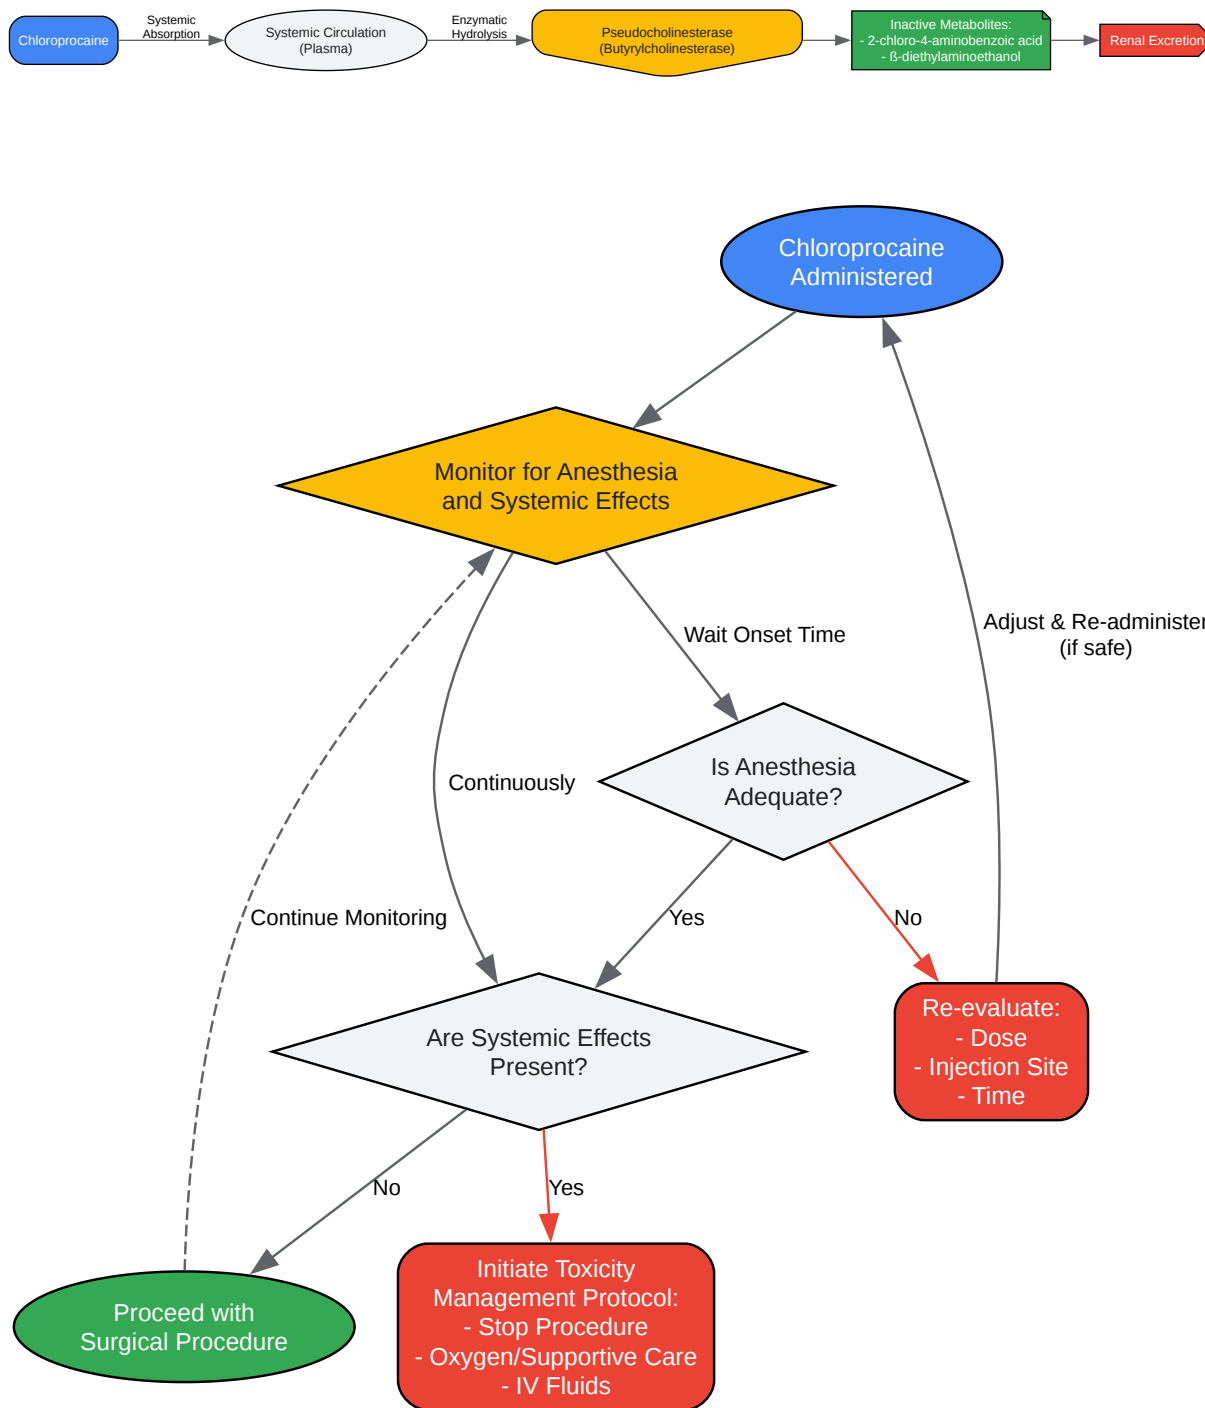 Chloroprocaine
Systemic
Absorption
Systemic Circulation
(Plasma)
Enzymatic
Hydrolysis
Pseudocholinesterase
(Butyrylcholinesterase)
Inactive Metabolites:
- 2-chloro-4-aminobenzoic acid
- ß-diethylaminoethanol
Renal Excretion
Chloroprocaine
Administered
Monitor for Anesthesia
and Systemic Effects
Wait Onset Time
Adjust & Re-administer
(if safe)
Is Anesthesia
Adequate?
Continuously
Continue Monitoring
Yes
No
Are Systemic Effects
Present?
Re-evaluate:
- Dose
- Injection Site
- Time
No
Yes
Proceed with
Surgical Procedure
Initiate Toxicity
Management Protocol:
- Stop Procedure
- Oxygen/Supportive Care
- IV Fluids